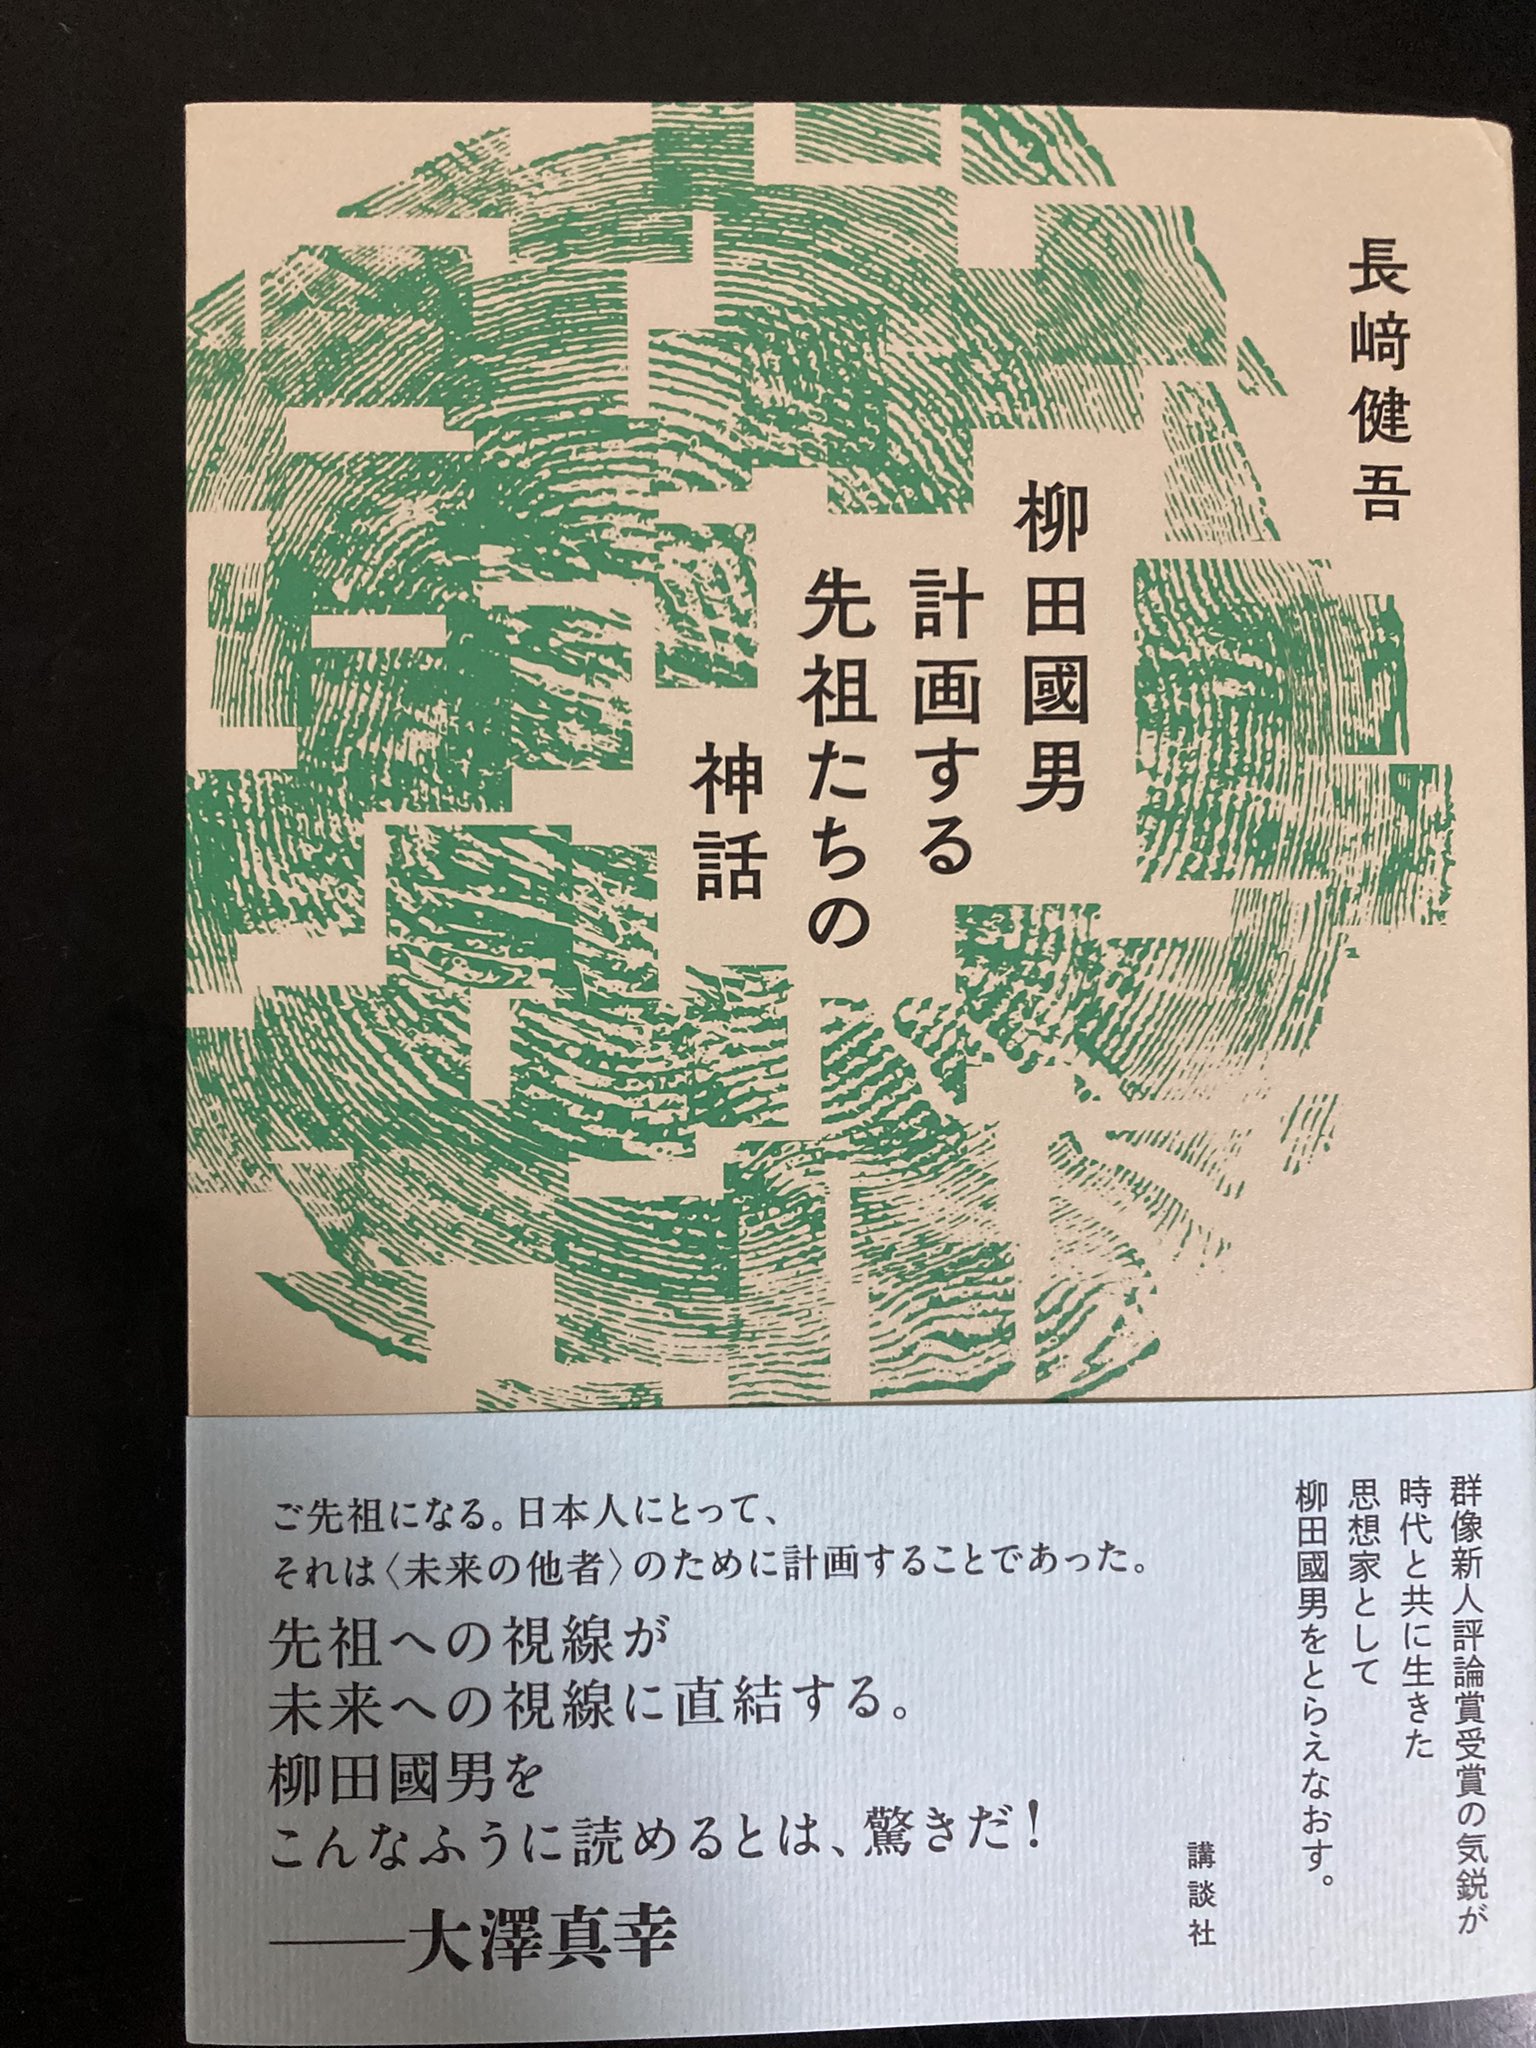 長﨑健吾
柳田國男
計画する
先祖たちの
神話
群像新人評論賞受賞の気鋭が
時代と共に生きた
思想家として
柳田國男をとらえなおす。
講談社
ご先祖になる。日本人にとって、
それは〈未来の他者〉のために計画することであった。
先祖への視線が
未来への視線に直結する。
柳田國男を
こんなふうに読めるとは、驚きだ!
──大澤真幸